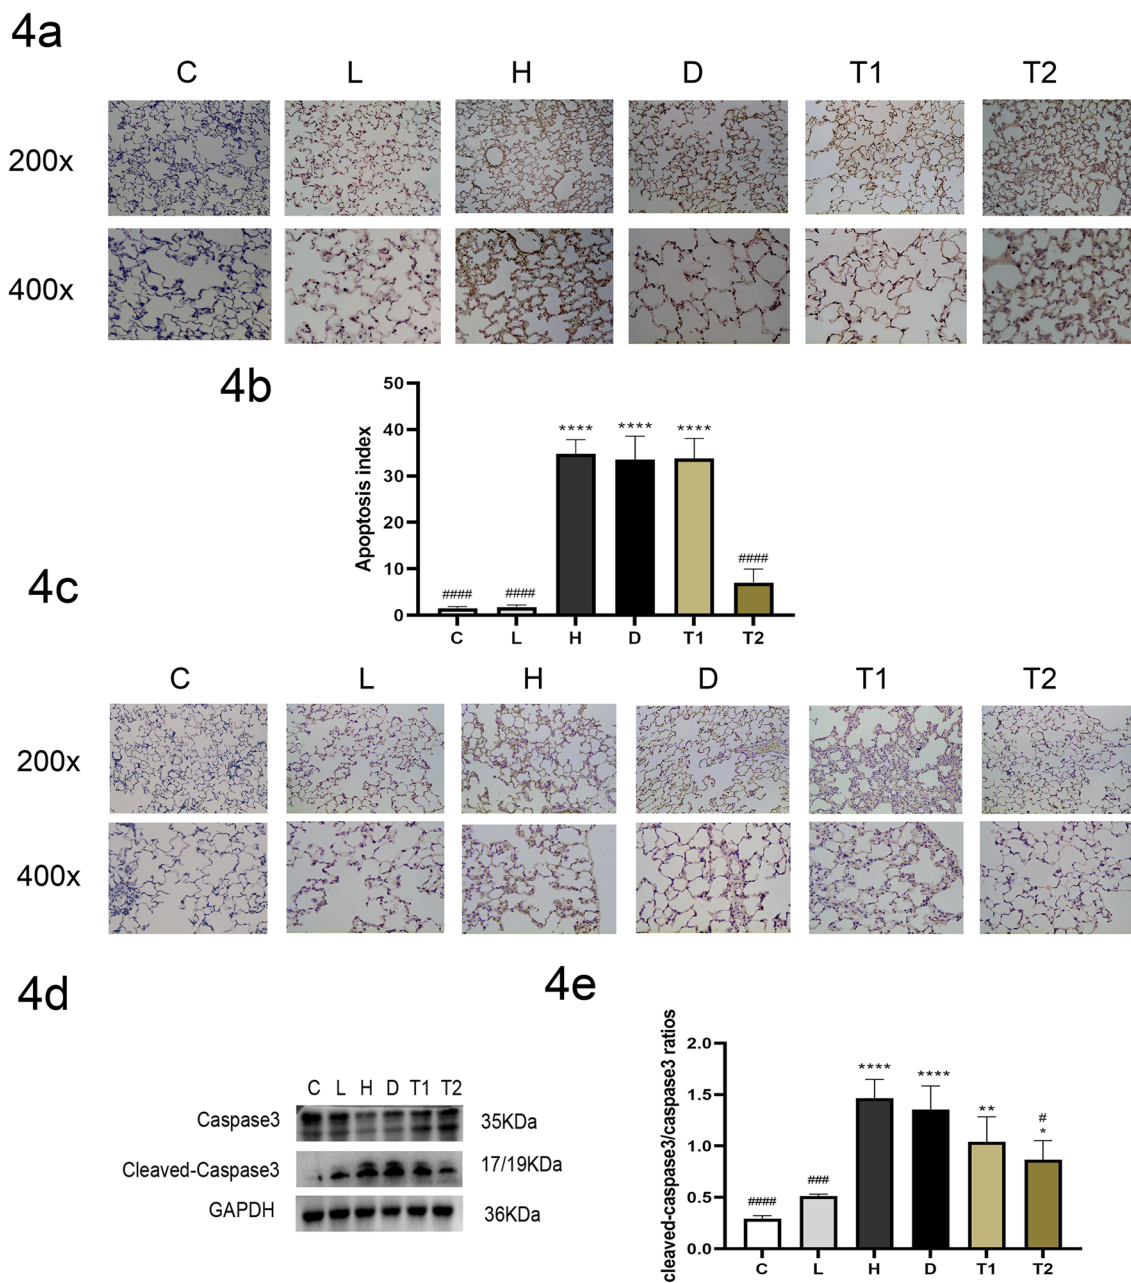 4a
C L H D T1 T2
200x
400x
4b
50
40
30
20
10
0
Apoptosis index
#### #### **** **** **** ####
C L H D T1 T2
4c
C L H D T1 T2
200x
400x
4d
C L H D T1 T2
Caspase3 35KDa
Cleaved-Caspase3 17/19KDa
GAPDH 36KDa
4e
cleaved-caspase3/caspase3 ratios
2.0
1.5
1.0
0.5
0.0
#### ### **** **** ** #
*
C L H D T1 T2